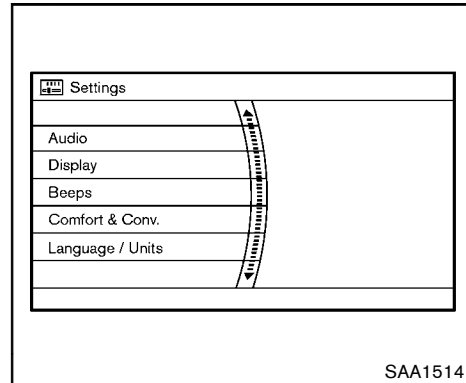 Settings
Audio
Display
Beeps
Comfort & Conv.
Language / Units
SAA1514